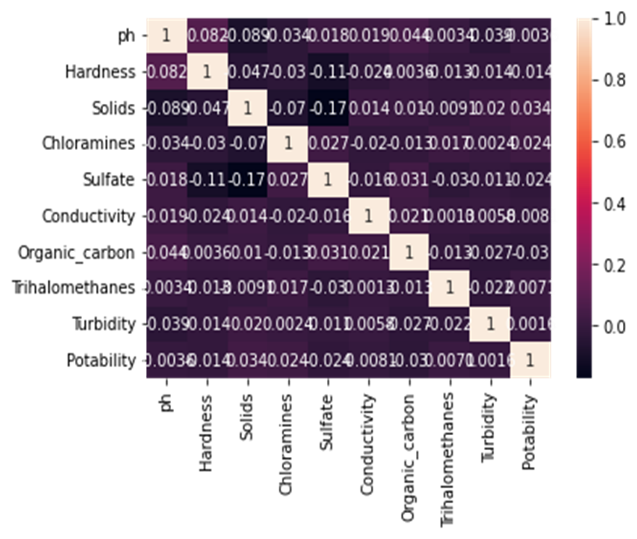 ph 1 0.082 -0.089 -0.034 0.018 0.019 0.044 0.0034 -0.039 -0.0036 1.0
Hardness 0.082 1 -0.047 -0.03 -0.11 -0.024 0.0036 -0.013 -0.014 -0.014 0.8
Solids -0.089 -0.047 1 -0.07 -0.17 0.014 0.01 -0.0091 0.02 0.034
Chloramines -0.034 -0.03 -0.07 1 0.027 -0.02 -0.013 0.017 0.0024 0.024 0.6
Sulfate 0.018 -0.11 -0.17 0.027 1 -0.016 0.031 -0.03 -0.011 -0.024
Conductivity 0.019 -0.024 0.014 -0.02 -0.016 1 0.021 0.0013 0.0058 -0.008 0.4
Organic_carbon 0.044 0.0036 0.01 -0.013 0.031 0.021 1 -0.013 -0.027 -0.03
Trihalomethanes 0.0034 -0.013 -0.0091 0.017 -0.03 0.0013 -0.013 1 -0.022 0.0071 0.2
Turbidity -0.039 -0.014 0.02 0.0024 -0.011 0.0058 -0.027 -0.022 1 0.0016 0.0
Potability -0.0036 -0.014 0.034 0.024 -0.024 -0.0081 -0.03 0.0071 0.0016 1
ph Hardness Solids Chloramines Sulfate Conductivity Organic_carbon Trihalomethanes Turbidity Potability